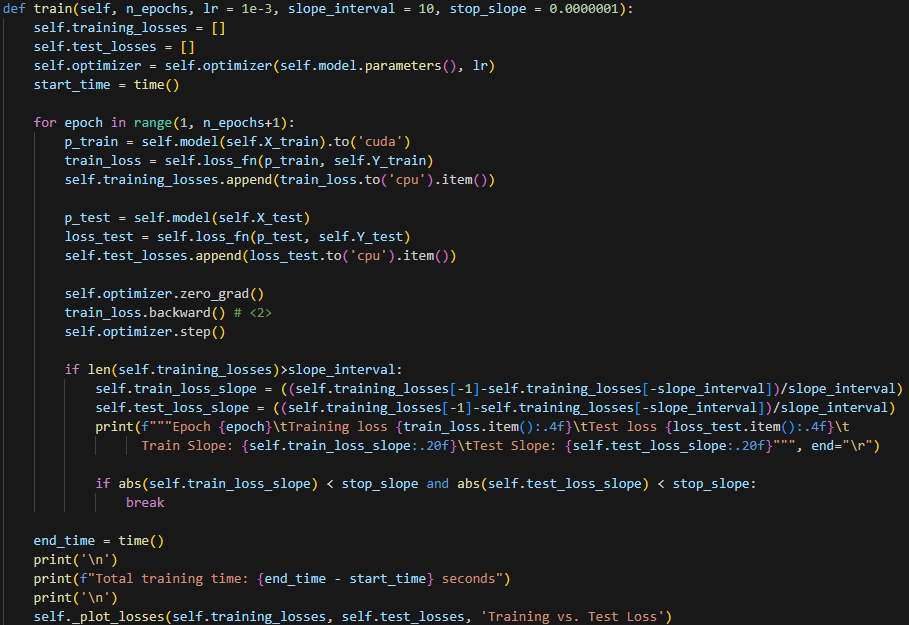 def train(self, n_epochs, lr = 1e-3, slope_interval = 10, stop_slope = 0.0000001):
    self.training_losses = []
    self.test_losses = []
    self.optimizer = self.optimizer(self.model.parameters(), lr)
    start_time = time()

    for epoch in range(1, n_epochs+1):
        p_train = self.model(self.X_train).to('cuda')
        train_loss = self.loss_fn(p_train, self.Y_train)
        self.training_losses.append(train_loss.to('cpu').item())

        p_test = self.model(self.X_test)
        loss_test = self.loss_fn(p_test, self.Y_test)
        self.test_losses.append(loss_test.to('cpu').item())

        self.optimizer.zero_grad()
        train_loss.backward() # <2>
        self.optimizer.step()

        if len(self.training_losses)>slope_interval:
            self.train_loss_slope = ((self.training_losses[-1]-self.training_losses[-slope_interval])/slope_interval)
            self.test_loss_slope = ((self.training_losses[-1]-self.training_losses[-slope_interval])/slope_interval)
            print(f"""Epoch {epoch}\tTraining loss {train_loss.item():.4f}\tTest loss {loss_test.item():.4f}\t
                  Train Slope: {self.train_loss_slope:.20f}\tTest Slope: {self.test_loss_slope:.20f}""", end="\r")

            if abs(self.train_loss_slope) < stop_slope and abs(self.test_loss_slope) < stop_slope:
                break

    end_time = time()
    print('\n')
    print(f"Total training time: {end_time - start_time} seconds")
    print('\n')
    self._plot_losses(self.training_losses, self.test_losses, 'Training vs. Test Loss')